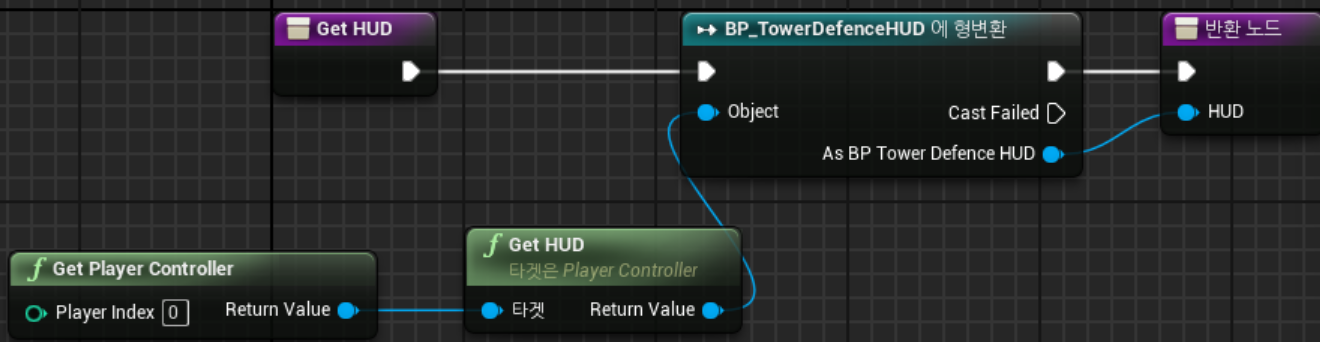 Get HUD
BP_TowerDefenceHUD 에 형변환
반환 노드
Object
Cast Failed
HUD
As BP Tower Defence HUD
f Get HUD
타겟은 Player Controller
f Get Player Controller
Player Index 0
Return Value
타겟
Return Value